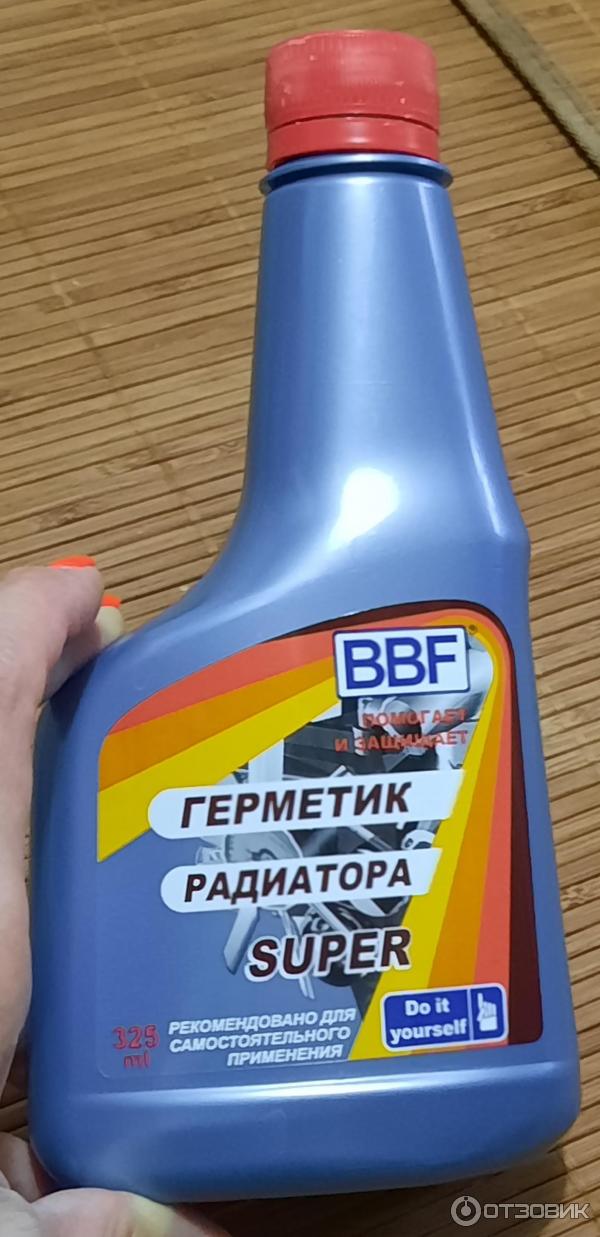 BBF®
ПОМОГАЕТ
И ЗАЩИЩАЕТ
ГЕРМЕТИК
РАДИАТОРА
SUPER
325
ml
РЕКОМЕНДОВАНО ДЛЯ
САМОСТОЯТЕЛЬНОГО
ПРИМЕНЕНИЯ
Do it
yourself
ОТЗОВИК